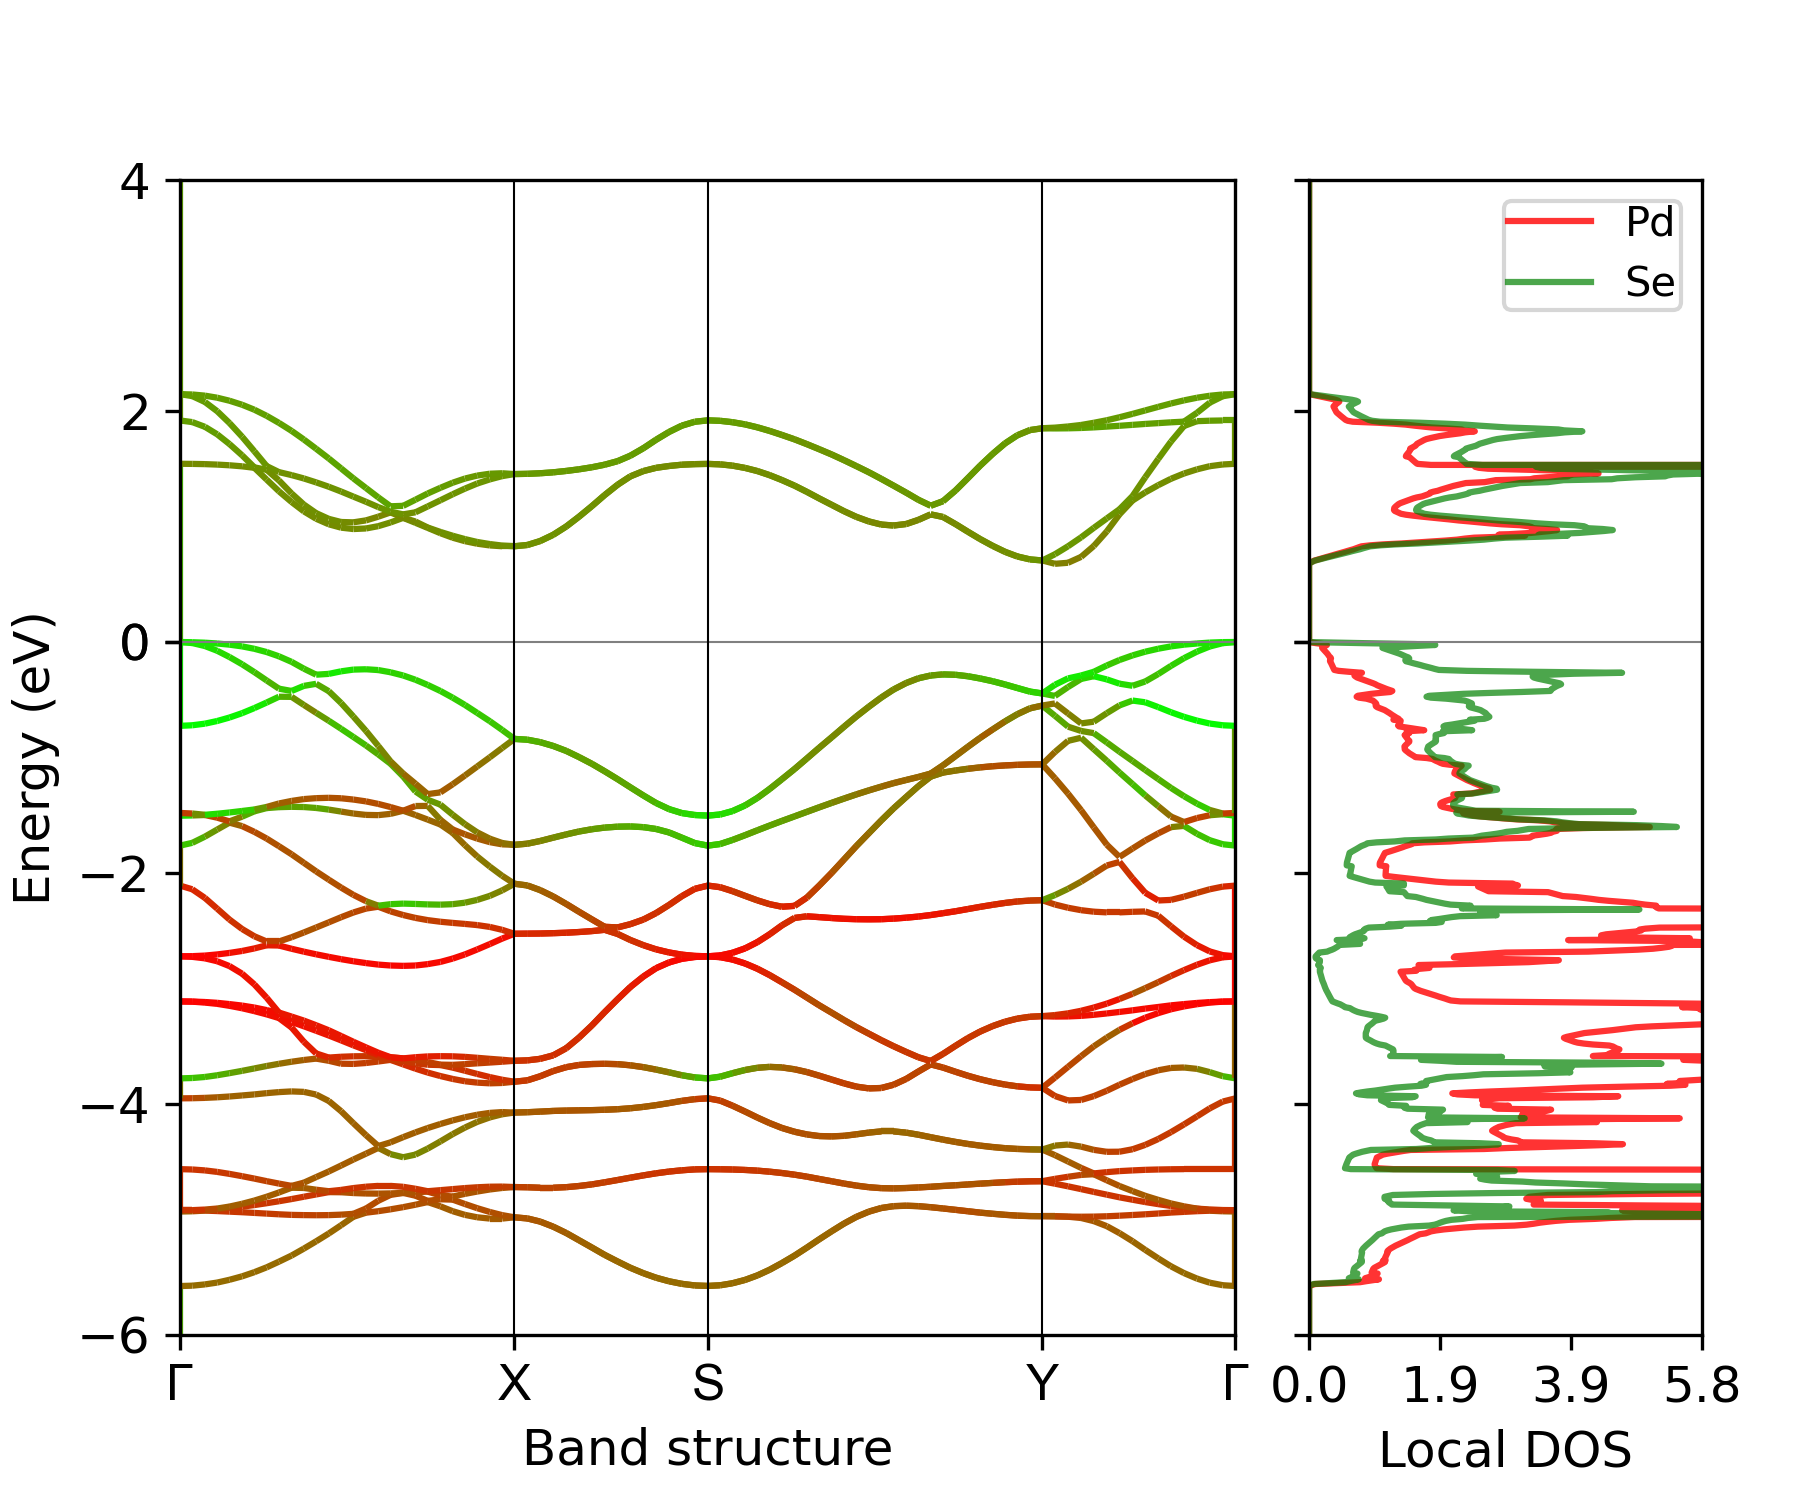 4
2
0
−2
−4
−6
Energy (eV)
Γ X S Y Γ
Band structure
Pd
Se
0.0 1.9 3.9 5.8
Local DOS